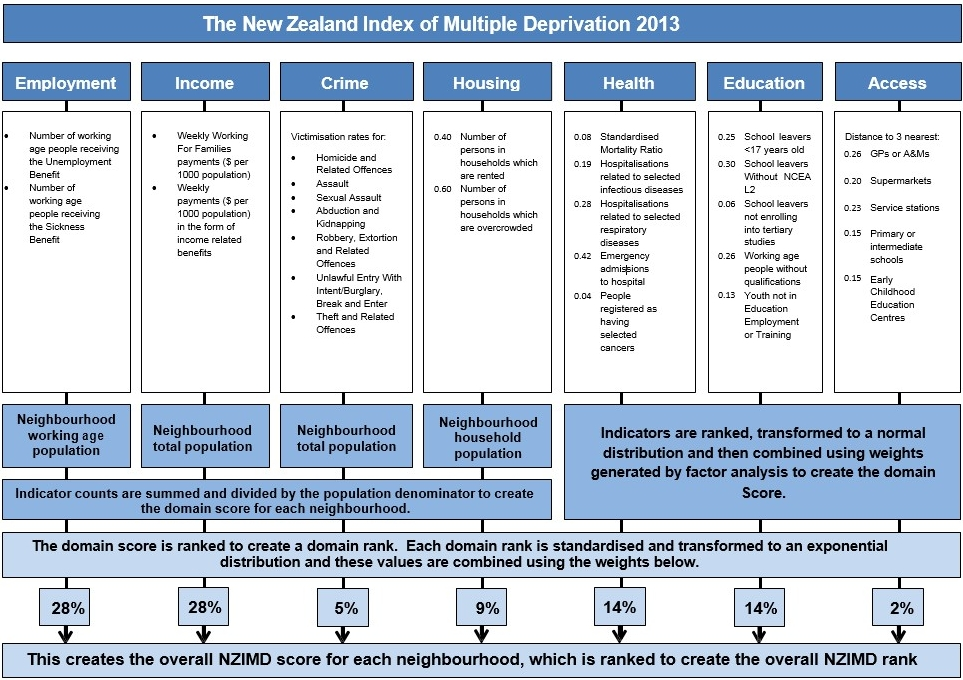 The New Zealand Index of Multiple Deprivation 2013
Employment
Income
Crime
Housing
Health
Education
Access
• Number of working
age people receiving
the Unemployment
Benefit
• Number of
working age
people receiving
the Sickness
Benefit
• Weekly Working
For Families
payments ($ per
1000 population)
• Weekly
payments ($ per
1000 population)
in the form of
income related
benefits
Victimisation rates for:
• Homicide and
Related Offences
• Assault
• Sexual Assault
• Abduction and
Kidnapping
• Robbery, Extortion
and Related
Offences
• Unlawful Entry With
Intent/Burglary,
Break and Enter
• Theft and Related
Offences
0.40 Number of
persons in
households which
are rented
0.60 Number of
persons in
households which
are overcrowded
0.08 Standardised
Mortality Ratio
0.19 Hospitalisations
related to selected
infectious diseases
0.28 Hospitalisations
related to selected
respiratory
diseases
0.42 Emergency
admissions
to hospital
0.04 People
registered as
having
selected
cancers
0.25 School leavers
<17 years old
0.30 School leavers
Without NCEA
L2
0.06 School leavers
not enrolling
into tertiary
studies
0.26 Working age
people without
qualifications
0.13 Youth not in
Education
Employment
or Training
Distance to 3 nearest:
0.26 GPs or A&Ms
0.20 Supermarkets
0.23 Service stations
0.15 Primary or
intermediate
schools
0.15 Early
Childhood
Education
Centres
Neighbourhood
working age
population
Neighbourhood
total population
Neighbourhood
total population
Neighbourhood
household
population
Indicators are ranked, transformed to a normal
distribution and then combined using weights
generated by factor analysis to create the domain
Score.
Indicator counts are summed and divided by the population denominator to create
the domain score for each neighbourhood.
The domain score is ranked to create a domain rank. Each domain rank is standardised and transformed to an exponential
distribution and these values are combined using the weights below.
28%
28%
5%
9%
14%
14%
2%
This creates the overall NZIMD score for each neighbourhood, which is ranked to create the overall NZIMD rank